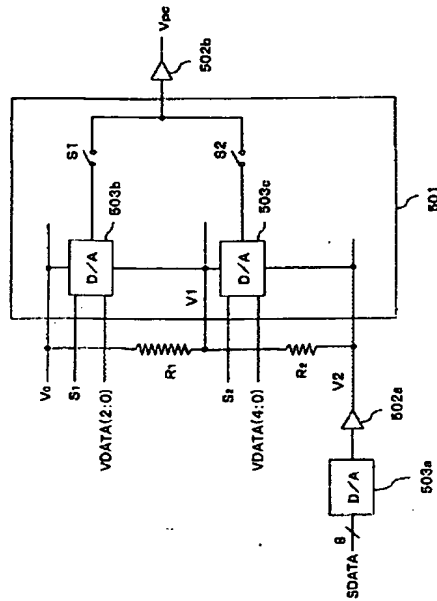 Vpc
502b
S1
S2
503b
503c
D/A
D/A
501
V1
V0
S1
VDATA(2:0)
R1
S2
VDATA(4:0)
R2
V2
502a
D/A
503a
8
SDATA